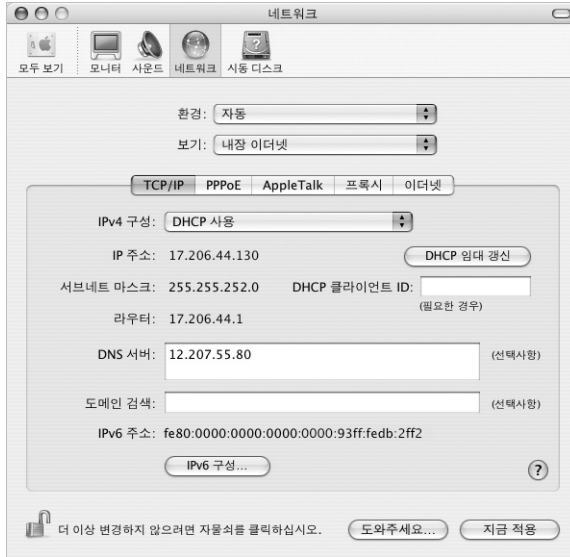 네트워크
모두 보기 모니터 사운드 네트워크 시동 디스크
환경: 자동
보기: 내장 이더넷
TCP/IP PPPoE AppleTalk 프록시 이더넷
IPv4 구성: DHCP 사용
IP 주소: 17.206.44.130 DHCP 임대 갱신
서브네트 마스크: 255.255.252.0 DHCP 클라이언트 ID:
(필요한 경우)
라우터: 17.206.44.1
DNS 서버: 12.207.55.80 (선택사항)
도메인 검색: (선택사항)
IPv6 주소: fe80:0000:0000:0000:0000:93ff:fedb:2ff2
IPv6 구성...
?
더 이상 변경하지 않으려면 자물쇠를 클릭하십시오. 도와주세요... 지금 적용